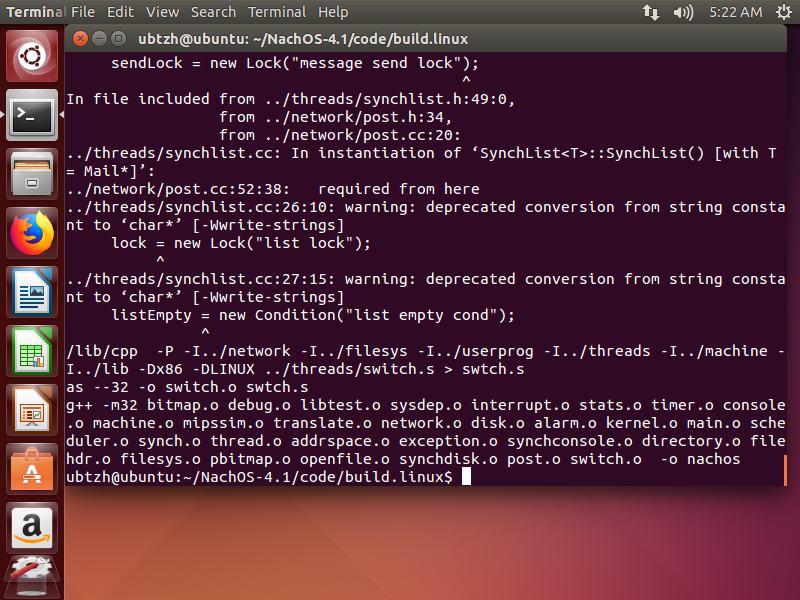 Terminal File Edit View Search Terminal Help 5:22 AM
ubtzh@ubuntu: ~/NachOS-4.1/code/build.linux
sendLock = new Lock("message send lock");
^
In file included from ../threads/synchlist.h:49:0,
from ../network/post.h:34,
from ../network/post.cc:20:
../threads/synchlist.cc: In instantiation of ‘SynchList<T>::SynchList() [with T
= Mail*]’:
../network/post.cc:52:38:   required from here
../threads/synchlist.cc:26:10: warning: deprecated conversion from string consta
nt to ‘char*’ [-Wwrite-strings]
lock = new Lock("list lock");
^
../threads/synchlist.cc:27:15: warning: deprecated conversion from string consta
nt to ‘char*’ [-Wwrite-strings]
listEmpty = new Condition("list empty cond");
^
/lib/cpp  -P -I../network -I../filesys -I../userprog -I../threads -I../machine -
I../lib -Dx86 -DLINUX ../threads/switch.s > swtch.s
as --32 -o switch.o swtch.s
g++ -m32 bitmap.o debug.o libtest.o sysdep.o interrupt.o stats.o timer.o console
.o machine.o mipssim.o translate.o network.o disk.o alarm.o kernel.o main.o sche
duler.o synch.o thread.o addrspace.o exception.o synchconsole.o directory.o file
hdr.o filesys.o pbitmap.o openfile.o synchdisk.o post.o switch.o  -o nachos
ubtzh@ubuntu:~/NachOS-4.1/code/build.linux$